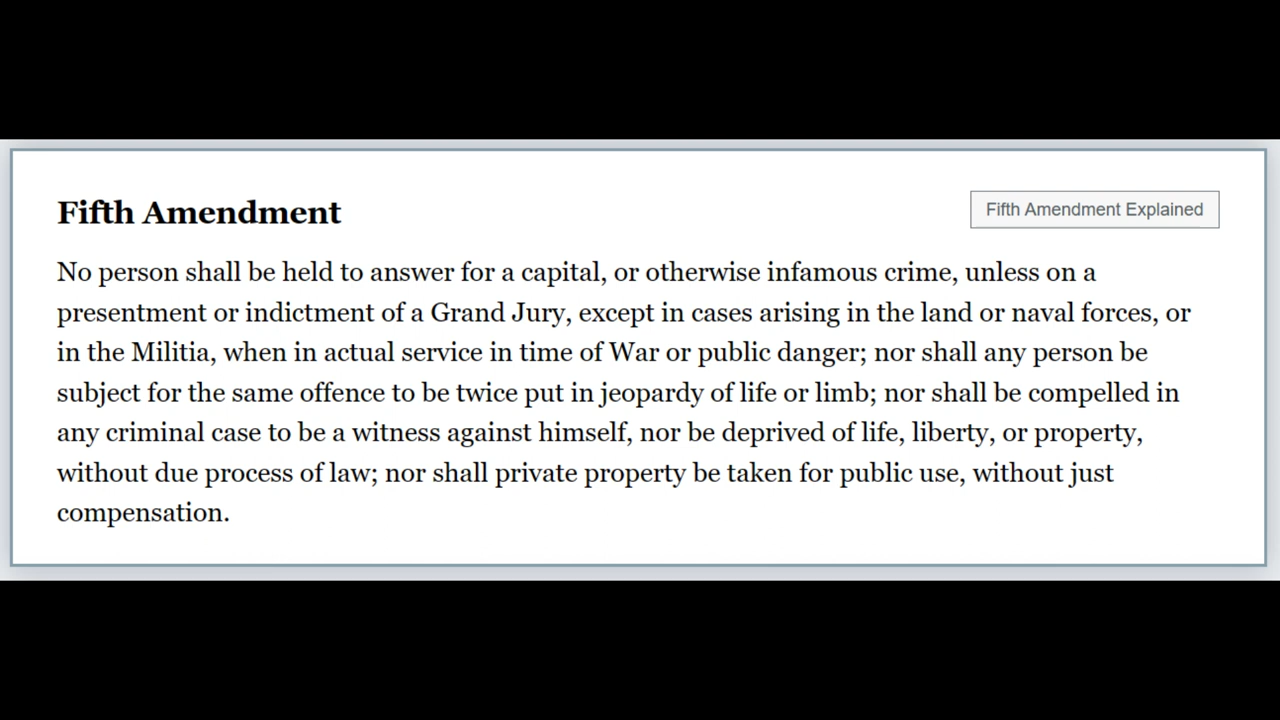 Fifth Amendment
Fifth Amendment Explained
No person shall be held to answer for a capital, or otherwise infamous crime, unless on a
presentment or indictment of a Grand Jury, except in cases arising in the land or naval forces, or
in the Militia, when in actual service in time of War or public danger; nor shall any person be
subject for the same offence to be twice put in jeopardy of life or limb; nor shall be compelled in
any criminal case to be a witness against himself, nor be deprived of life, liberty, or property,
without due process of law; nor shall private property be taken for public use, without just
compensation.